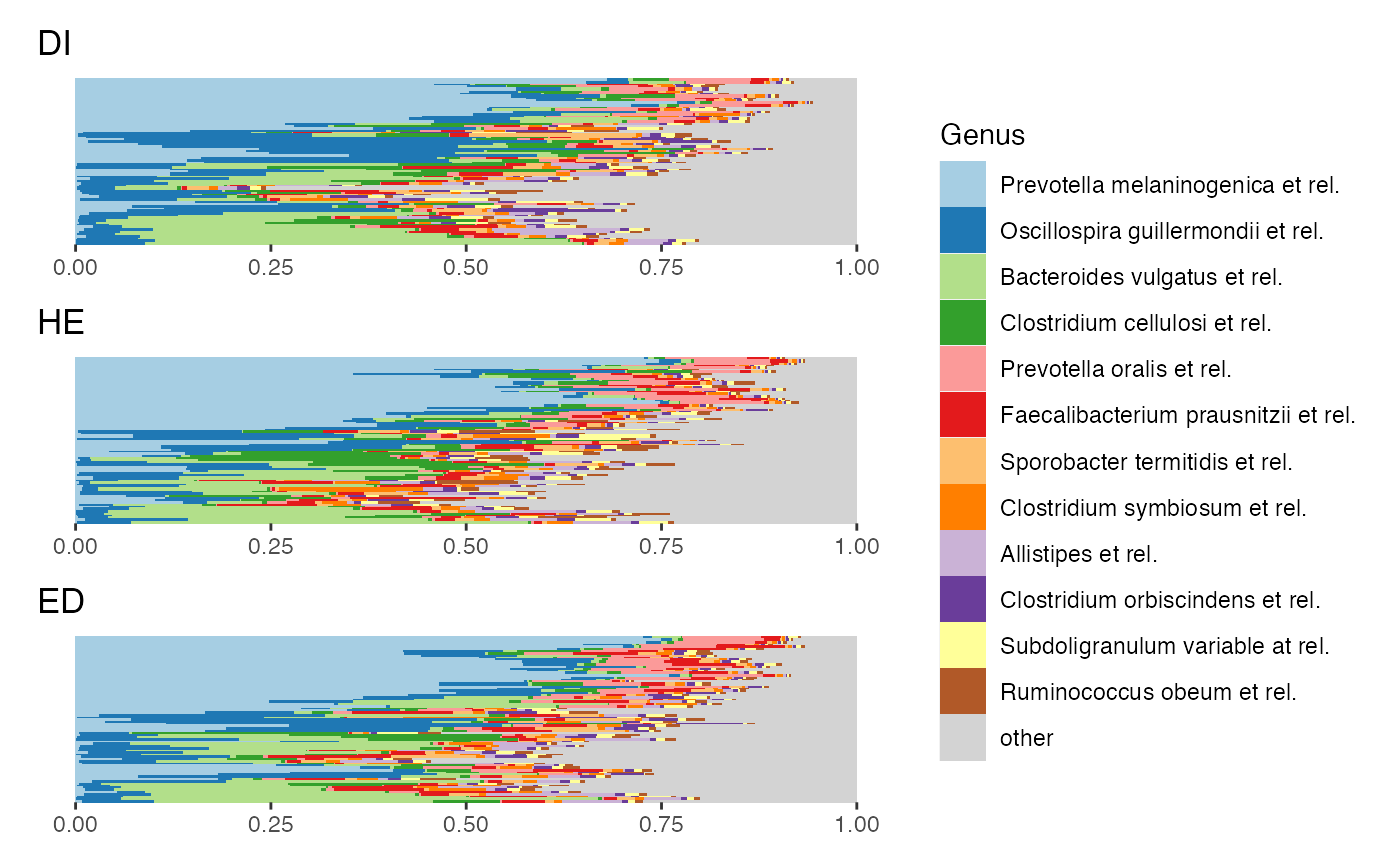 DI
0.00 0.25 0.50 0.75 1.00
HE
0.00 0.25 0.50 0.75 1.00
ED
0.00 0.25 0.50 0.75 1.00
Genus
Prevotella melaninogenica et rel.
Oscillospira guillermondii et rel.
Bacteroides vulgatus et rel.
Clostridium cellulosi et rel.
Prevotella oralis et rel.
Faecalibacterium prausnitzii et rel.
Sporobacter termitidis et rel.
Clostridium symbiosum et rel.
Allistipes et rel.
Clostridium orbiscindens et rel.
Subdoligranulum variable at rel.
Ruminococcus obeum et rel.
other